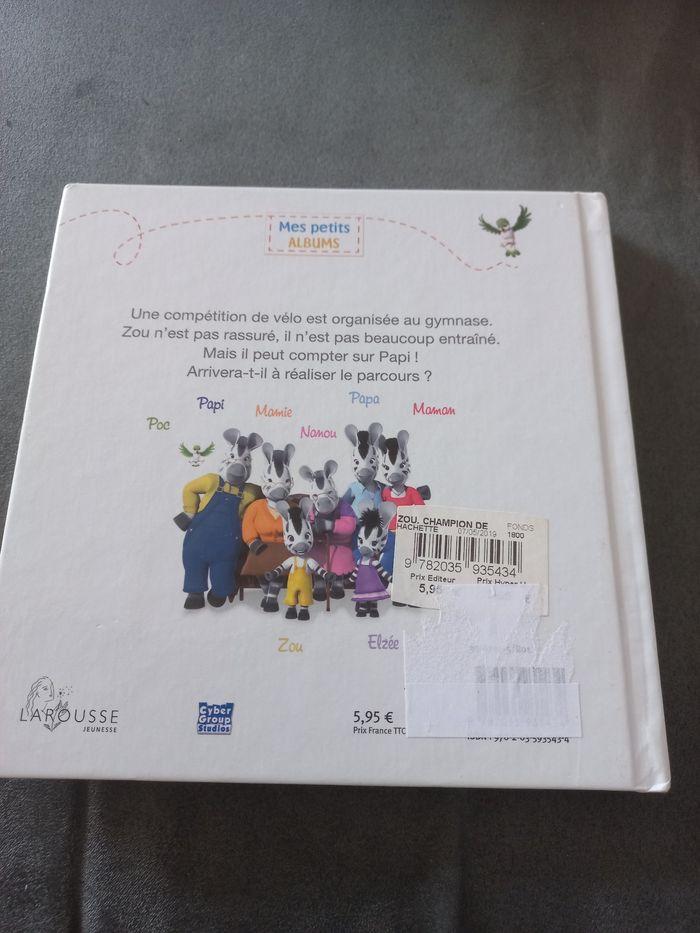 Mes petits
ALBUMS
Une compétition de vélo est organisée au gymnase.
Zou n'est pas rassuré, il n'est pas beaucoup entraîné.
Mais il peut compter sur Papi !
Arrivera-t-il à réaliser le parcours ?
Poc
Papi
Mamie
Nanou
Papa
Maman
ZOU. CHAMPION DE FONDS
HACHETTE 07/05/2019 1800
9 782035 935434
Prix Editeur Prix Hyper U
5,95 €
Zou
Elzée
LAROUSSE
JEUNESSE
Cyber
Group
Studios
5,95 €
Prix France TTC